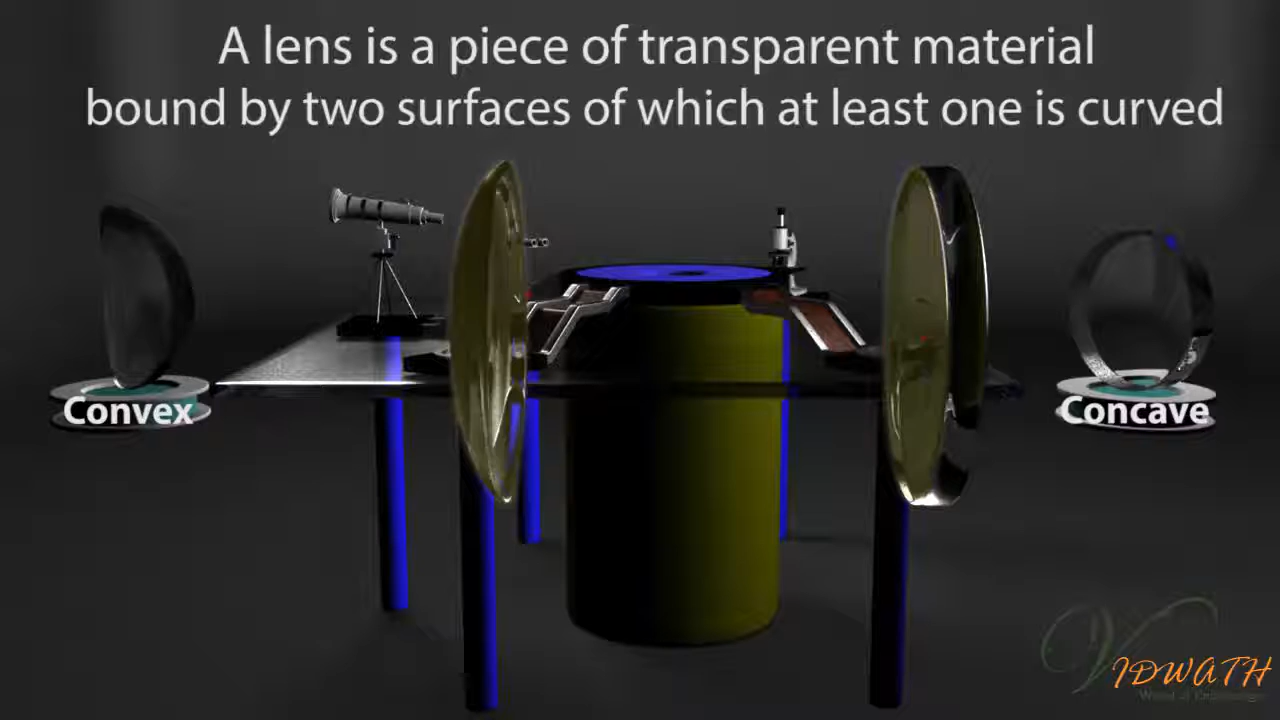 A lens is a piece of transparent material
bound by two surfaces of which at least one is curved
Convex
Concave
VIDWATH